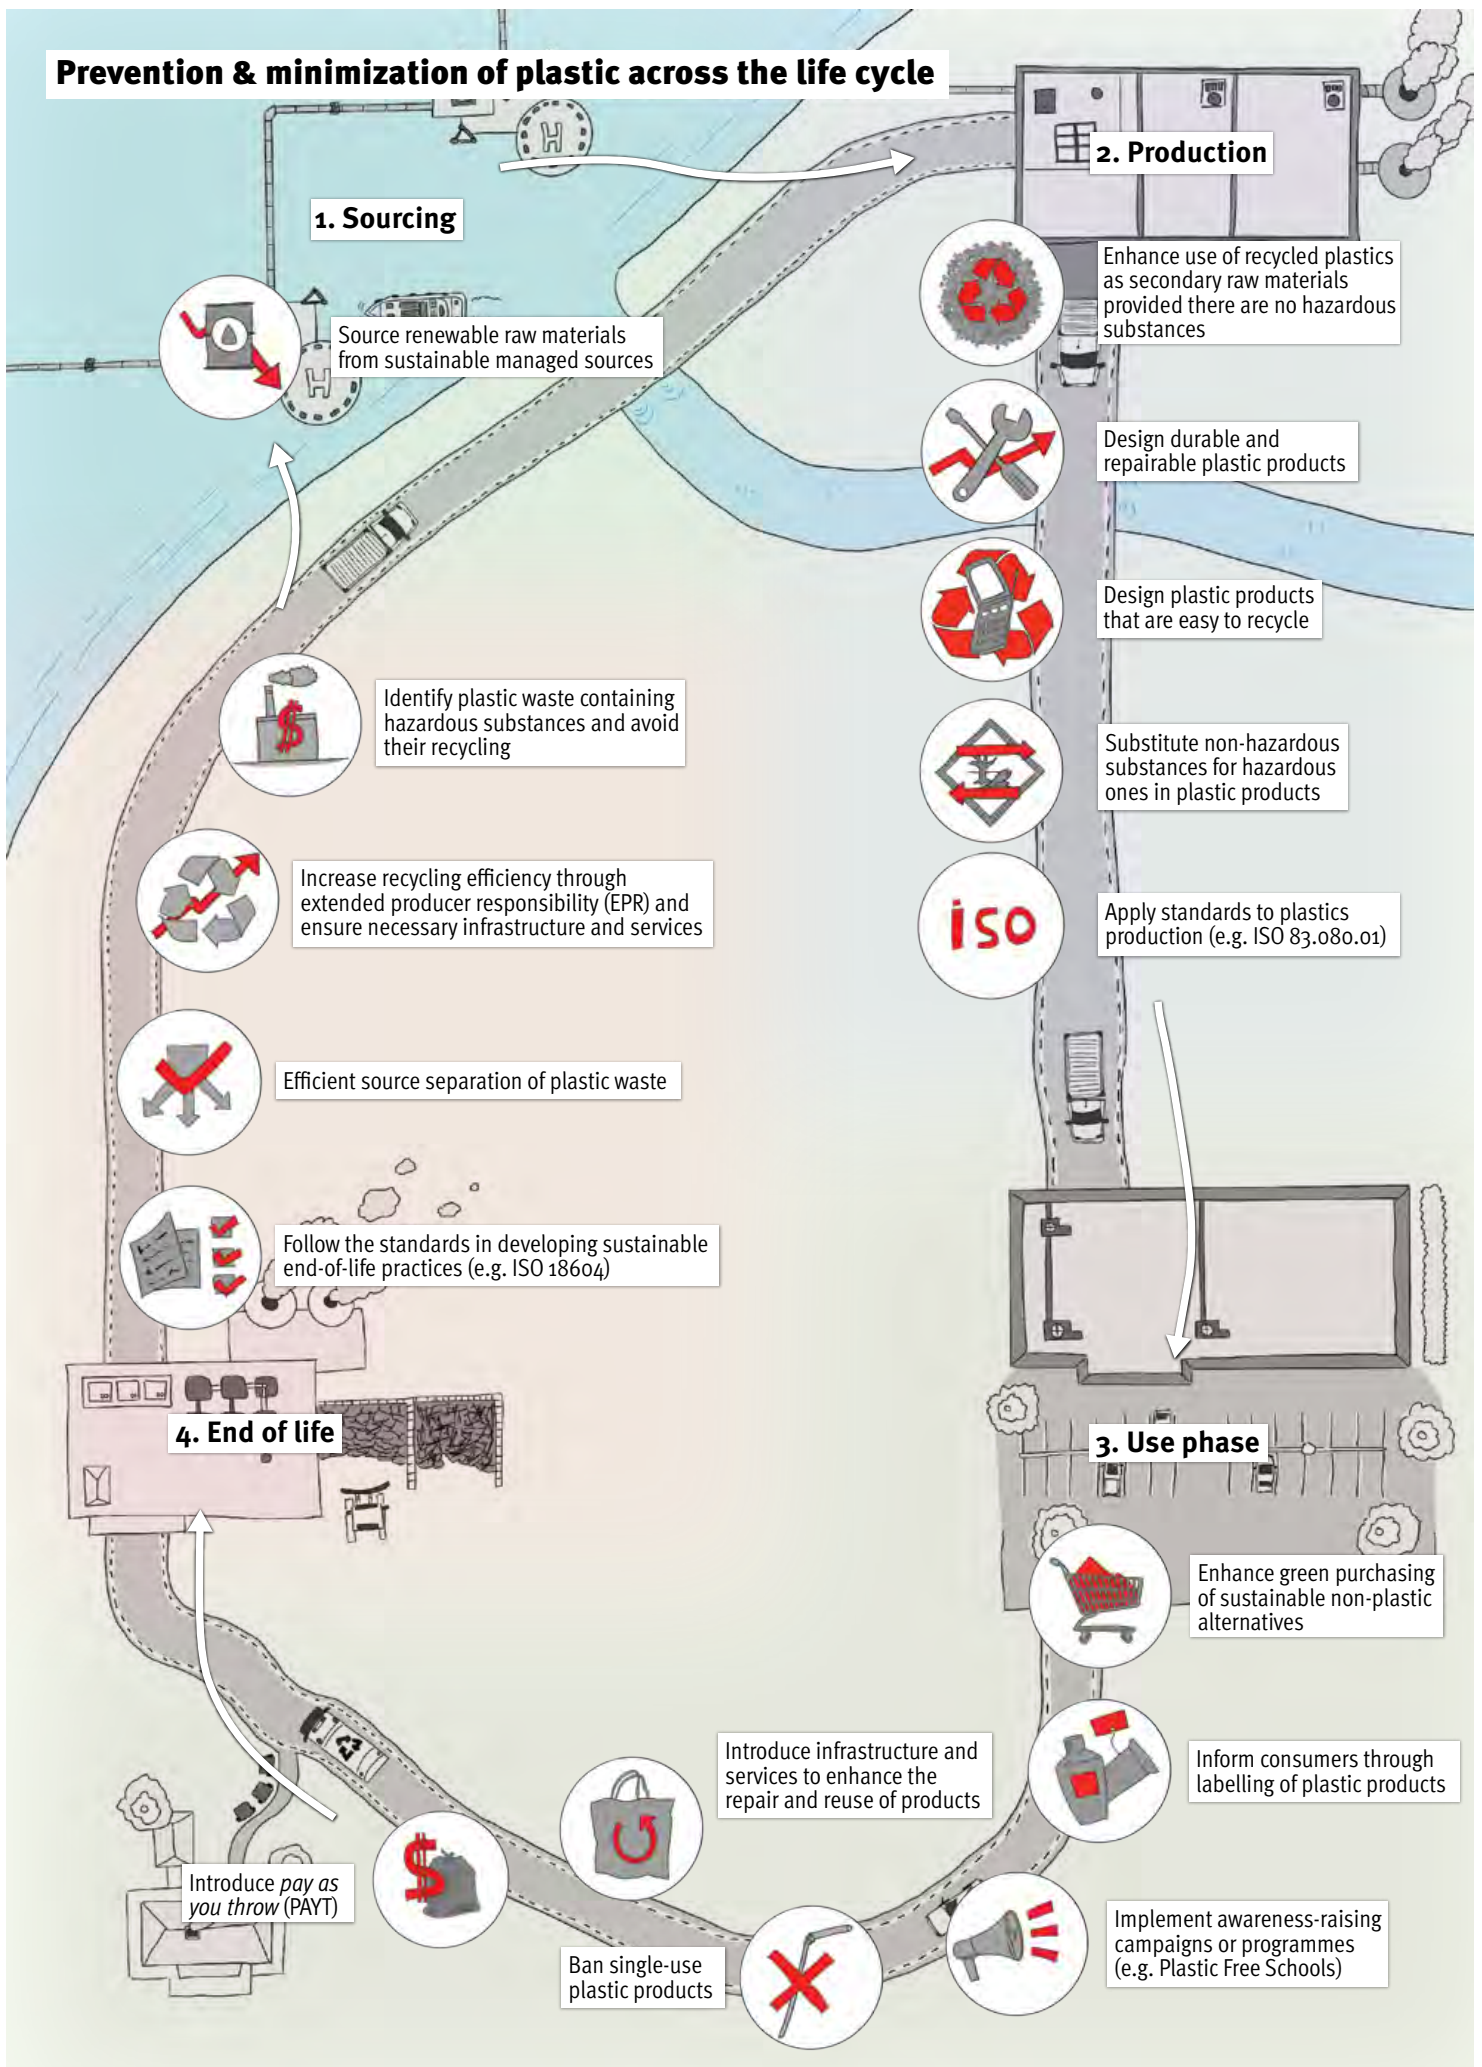 Prevention & minimization of plastic across the life cycle
1. Sourcing
Source renewable raw materials
from sustainable managed sources
2. Production
Enhance use of recycled plastics
as secondary raw materials
provided there are no hazardous
substances
Design durable and
repairable plastic products
Design plastic products
that are easy to recycle
Substitute non-hazardous
substances for hazardous
ones in plastic products
iso
Apply standards to plastics
production (e.g. ISO 83.080.01)
3. Use phase
Enhance green purchasing
of sustainable non-plastic
alternatives
Inform consumers through
labelling of plastic products
Implement awareness-raising
campaigns or programmes
(e.g. Plastic Free Schools)
Ban single-use
plastic products
Introduce infrastructure and
services to enhance the
repair and reuse of products
$
Introduce pay as
you throw (PAYT)
4. End of life
Follow the standards in developing sustainable
end-of-life practices (e.g. ISO 18604)
Efficient source separation of plastic waste
Increase recycling efficiency through
extended producer responsibility (EPR) and
ensure necessary infrastructure and services
$
Identify plastic waste containing
hazardous substances and avoid
their recycling
H
H